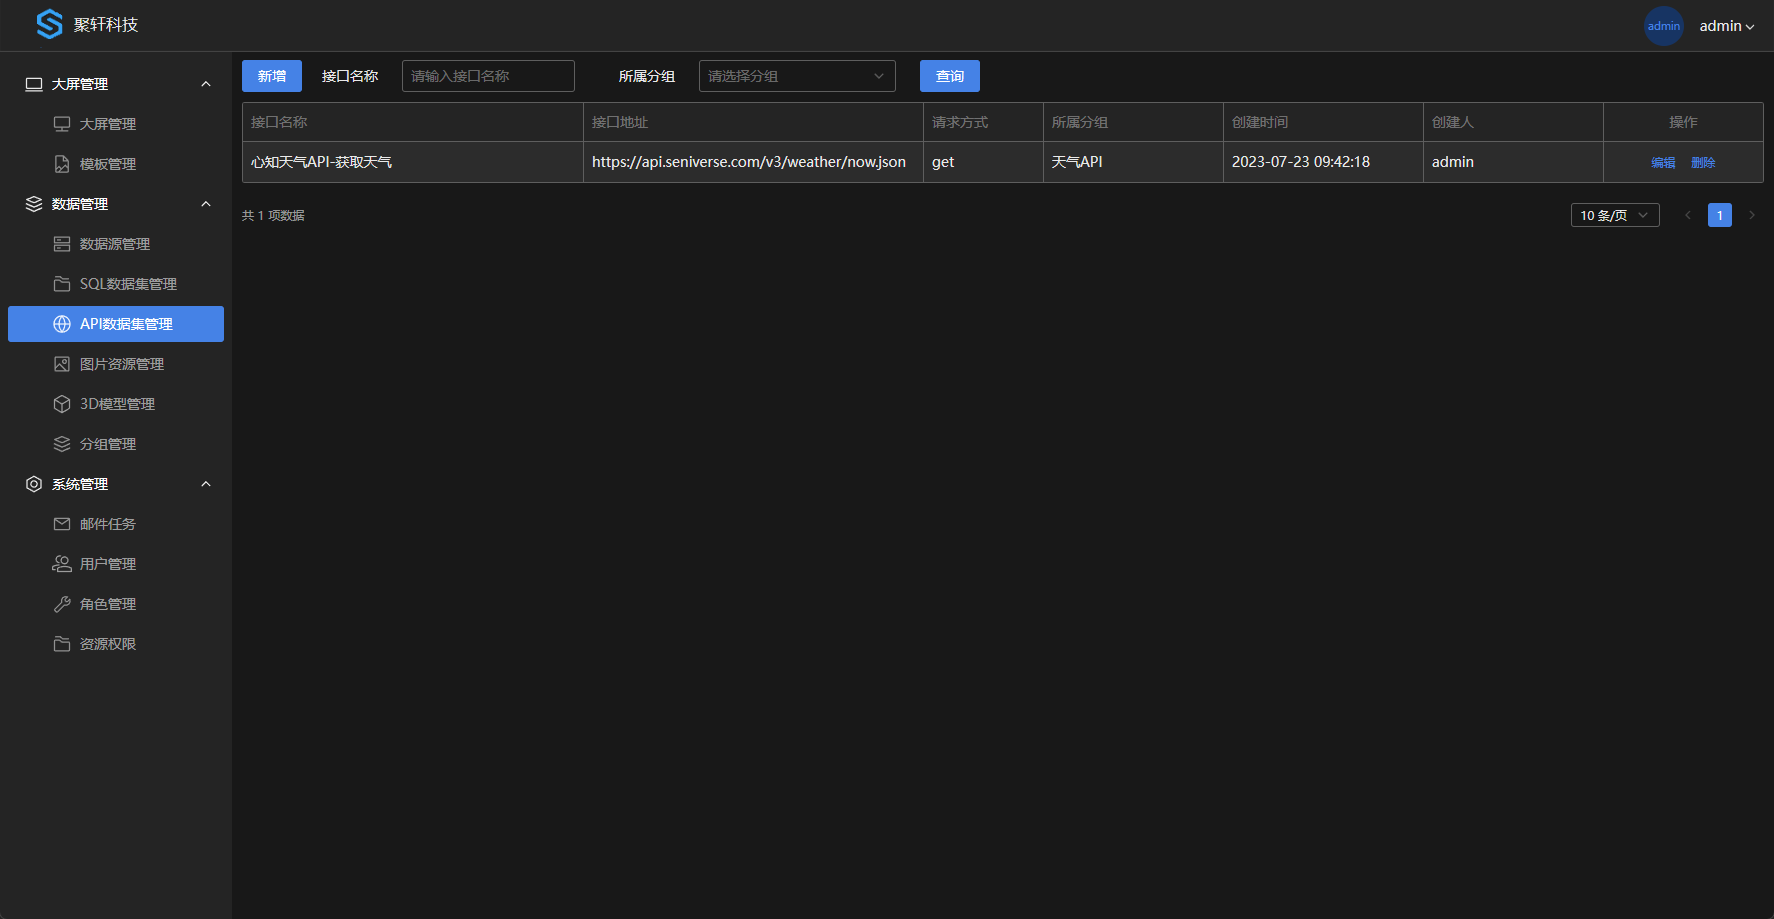 聚轩科技
admin
admin
大屏管理
大屏管理
模板管理
数据管理
数据源管理
SQL数据集管理
API数据集管理
图片资源管理
3D模型管理
分组管理
系统管理
邮件任务
用户管理
角色管理
资源权限
新增 接口名称 请输入接口名称 所属分组 请选择分组 查询
接口名称 接口地址 请求方式 所属分组 创建时间 创建人 操作
心知天气API-获取天气 https://api.seniverse.com/v3/weather/now.json get 天气API 2023-07-23 09:42:18 admin 编辑 删除
共 1 项数据 10 条/页 1